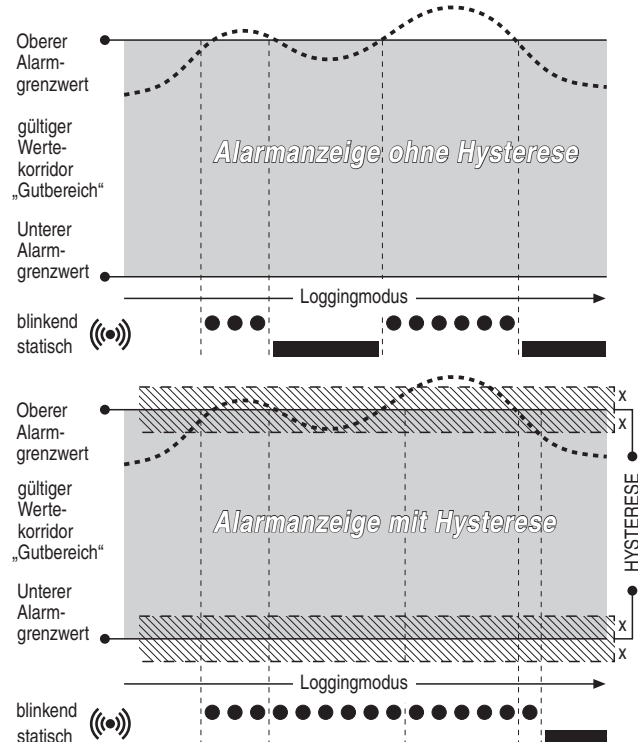 Oberer
Alarm-
grenzwert
gültiger
Werte-
korridor
„Gutbereich“
Alarmanzeige ohne Hysterese
Unterer
Alarm-
grenzwert
Loggingmodus
blinkend
statisch
x
Oberer
Alarm-
grenzwert
x
gültiger
Werte-
korridor
„Gutbereich“
Alarmanzeige mit Hysterese
HYSTERESE
Unterer
Alarm-
grenzwert
x
x
Loggingmodus
blinkend
statisch